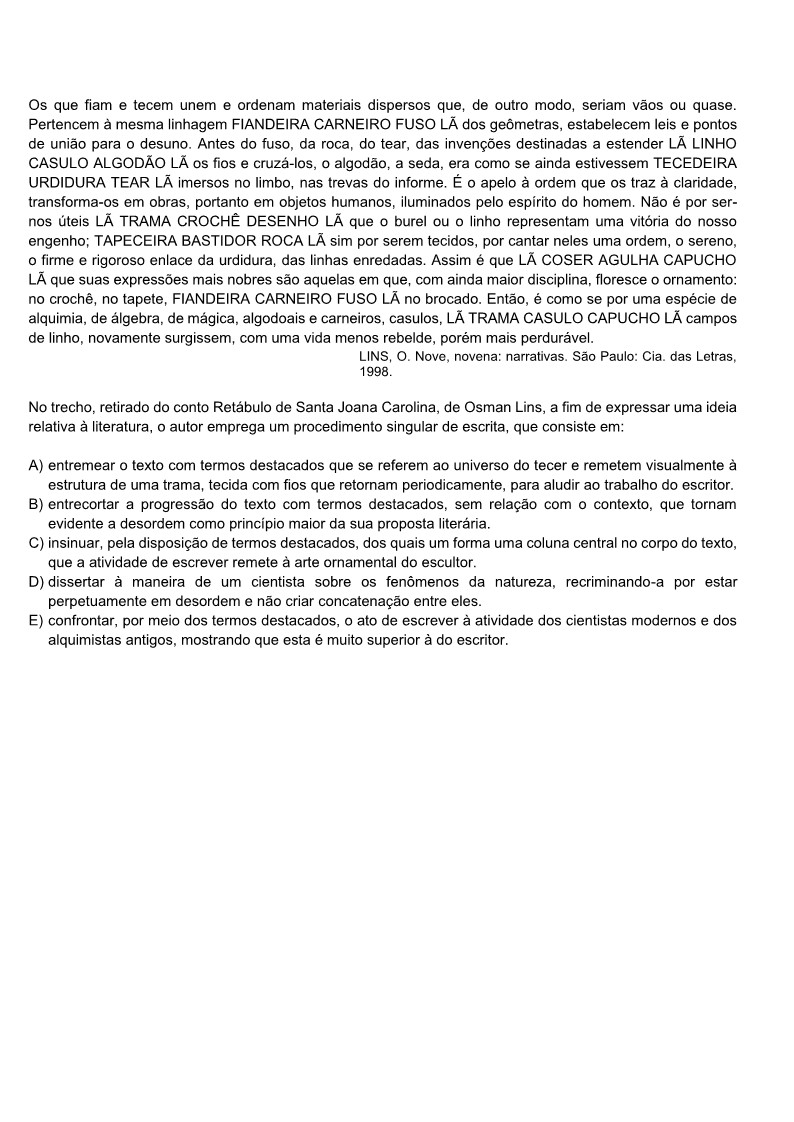 Os que fiam e tecem unem e ordenam materiais dispersos que, de outro modo, seriam vãos ou quase.
Pertencem à mesma linhagem FIANDEIRA CARNEIRO FUSO LÃ dos geômetras, estabelecem leis e pontos
de união para o desuno. Antes do fuso, da roca, do tear, das invenções destinadas a estender LÃ LINHO
CASULO ALGODÃO LÃ os fios e cruzá-los, o algodão, a seda, era como se ainda estivessem TECEDEIRA
URDIDURA TEAR LÃ imersos no limbo, nas trevas do informe. É o apelo à ordem que os traz à claridade,
transforma-os em obras, portanto em objetos humanos, iluminados pelo espírito do homem. Não é por ser-
nos úteis LÃ TRAMA CROCHÊ DESENHO LÃ que o burel ou o linho representam uma vitória do nosso
engenho; TAPECEIRA BASTIDOR ROCA LÃ sim por serem tecidos, por cantar neles uma ordem, o sereno,
o firme e rigoroso enlace da urdidura, das linhas enredadas. Assim é que LÃ COSER AGULHA CAPUCHO
LÃ que suas expressões mais nobres são aquelas em que, com ainda maior disciplina, floresce o ornamento:
no crochê, no tapete, FIANDEIRA CARNEIRO FUSO LÃ no brocado. Então, é como se por uma espécie de
alquimia, de álgebra, de mágica, algodoais e carneiros, casulos, LÃ TRAMA CASULO CAPUCHO LÃ campos
de linho, novamente surgissem, com uma vida menos rebelde, porém mais perdurável.
LINS, O. Nove, novena: narrativas. São Paulo: Cia. das Letras,
1998.
No trecho, retirado do conto Retábulo de Santa Joana Carolina, de Osman Lins, a fim de expressar uma ideia
relativa à literatura, o autor emprega um procedimento singular de escrita, que consiste em:
A) entremear o texto com termos destacados que se referem ao universo do tecer e remetem visualmente à
estrutura de uma trama, tecida com fios que retornam periodicamente, para aludir ao trabalho do escritor.
B) entrecortar a progressão do texto com termos destacados, sem relação com o contexto, que tornam
evidente a desordem como princípio maior da sua proposta literária.
C) insinuar, pela disposição de termos destacados, dos quais um forma uma coluna central no corpo do texto,
que a atividade de escrever remete à arte ornamental do escultor.
D) dissertar à maneira de um cientista sobre os fenômenos da natureza, recriminando-a por estar
perpetuamente em desordem e não criar concatenação entre eles.
E) confrontar, por meio dos termos destacados, o ato de escrever à atividade dos cientistas modernos e dos
alquimistas antigos, mostrando que esta é muito superior à do escritor.